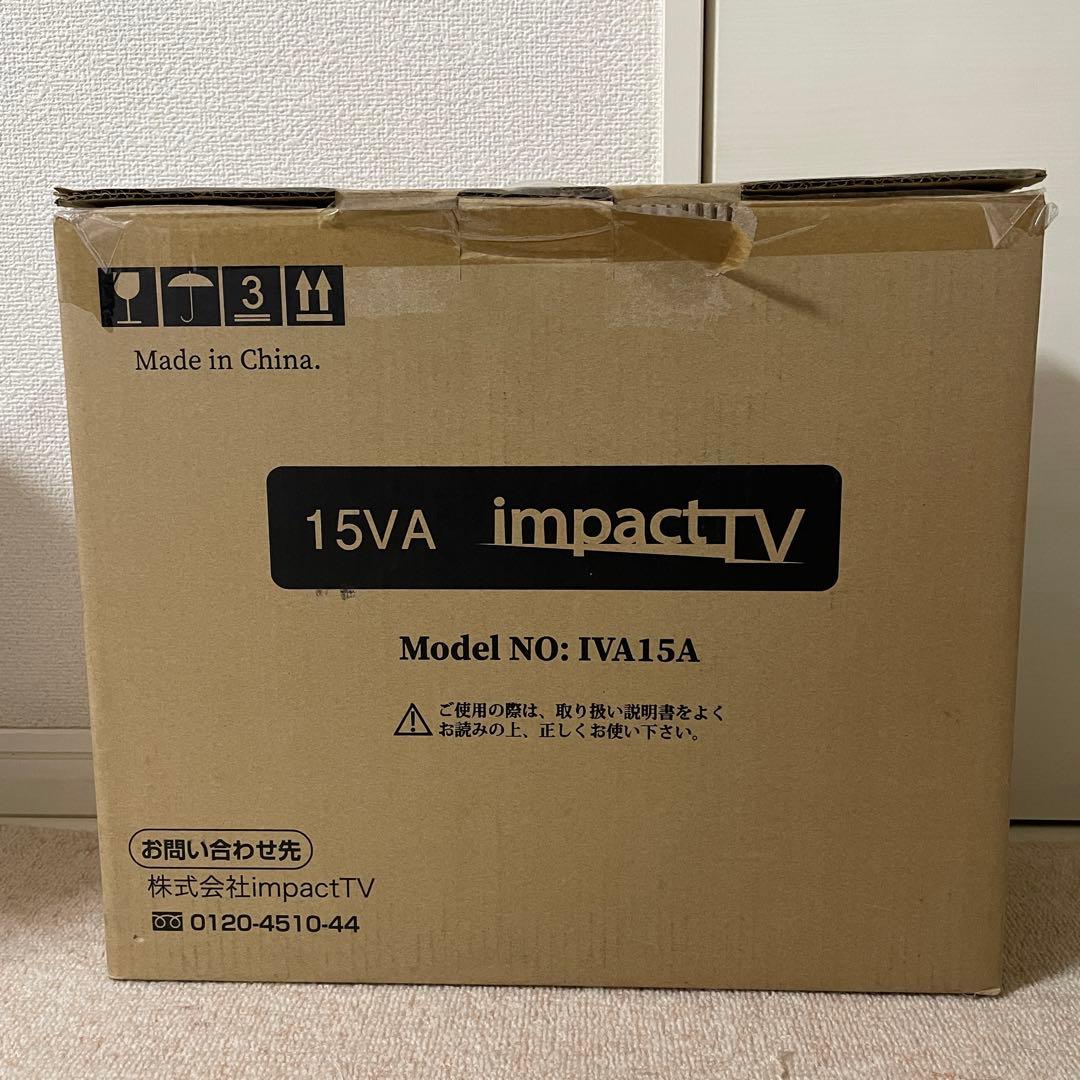 3
Made in China.
15VA impactTV
Model NO: IVA15A
ご使用の際は、取り扱い説明書をよく
お読みの上、正しくお使い下さい。
お問い合わせ先
株式会社impactTV
0120-4510-44